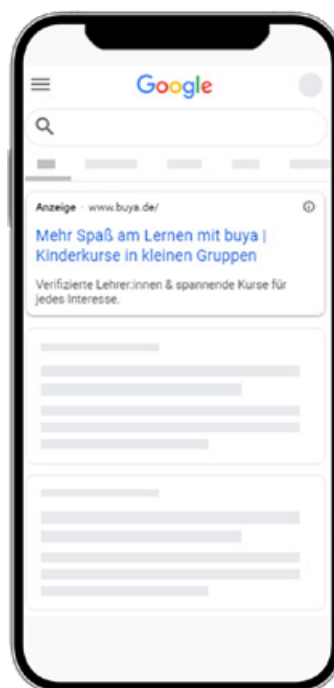 Google
Anzeige · www.buya.de/
Mehr Spaß am Lernen mit buya |
Kinderkurse in kleinen Gruppen
Verifizierte Lehrer:innen & spannende Kurse für
jedes Interesse.